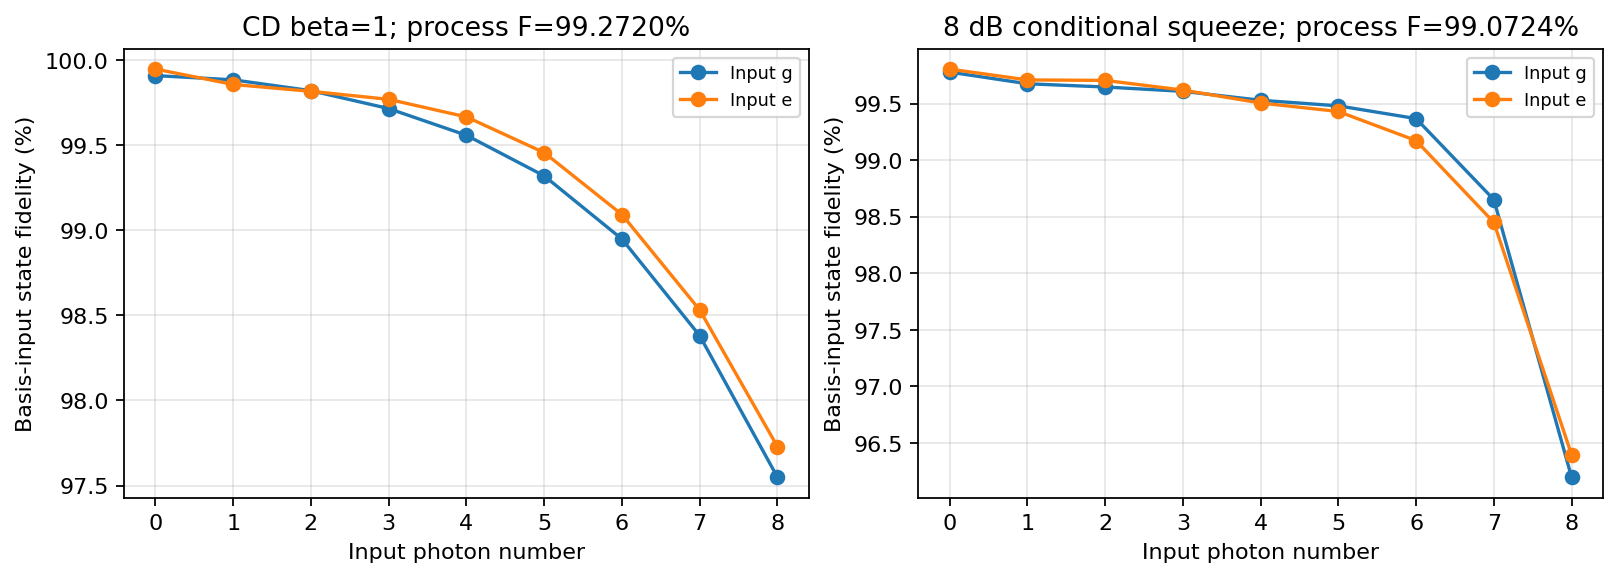 CD beta=1; process F=99.2720%
100.0
99.5
99.0
98.5
98.0
97.5
Basis-input state fidelity (%)
Input g
Input e
0 1 2 3 4 5 6 7 8
Input photon number
8 dB conditional squeeze; process F=99.0724%
99.5
99.0
98.5
98.0
97.5
97.0
96.5
Basis-input state fidelity (%)
Input g
Input e
0 1 2 3 4 5 6 7 8
Input photon number